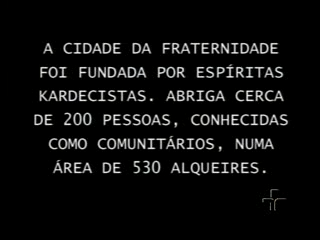 A CIDADE DA FRATERNIDADE
FOI FUNDADA POR ESPÍRITAS
KARDECISTAS. ABRIGA CERCA
DE 200 PESSOAS, CONHECIDAS
COMO COMUNITÁRIOS, NUMA
ÁREA DE 530 ALQUEIRES.